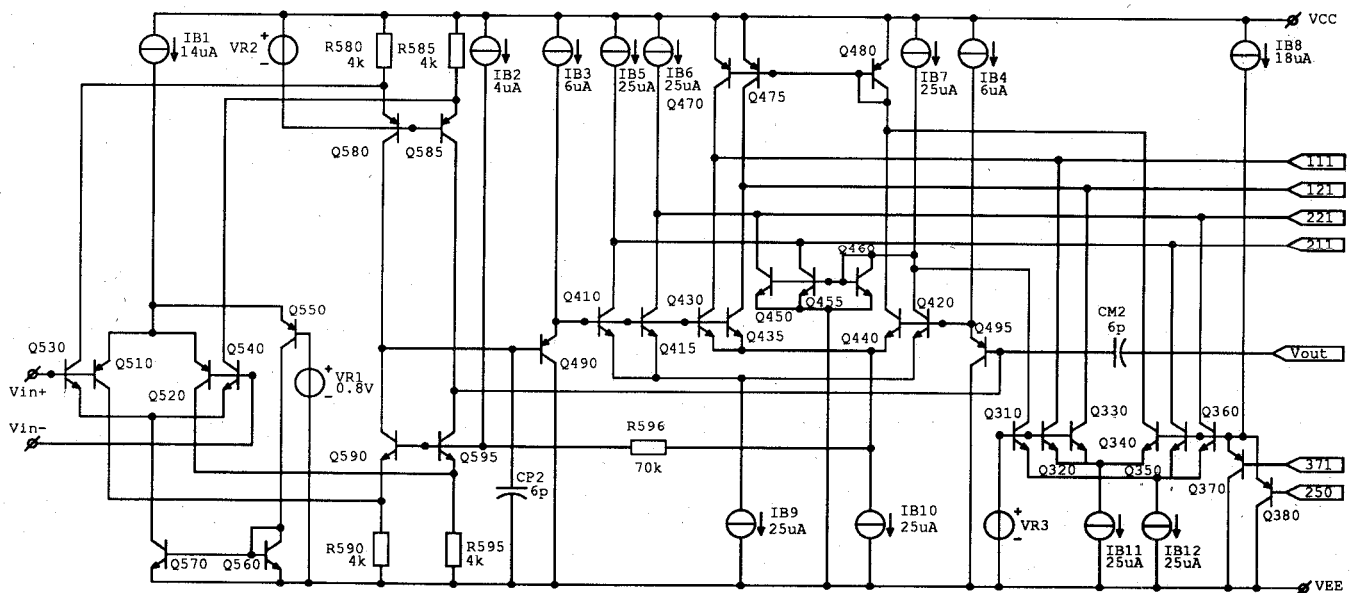 VCC
IB1
14uA
VR2
+
-
R580
4k
R585
4k
IB2
4uA
IB3
6uA
IB5
25uA
IB6
25uA
Q470
Q475
Q480
IB7
25uA
IB4
6uA
IB8
18uA
Q580
Q585
111
121
221
211
Q460
Q550
Q410
Q430
Q450
Q455
Q420
Q415
Q435
Q440
Q495
CM2
6p
Vout
Q530
Q510
Q540
Q520
Vin+
+
VR1
-
0.8V
Q490
Vin-
Q590
Q595
R596
70k
Q310
Q330
Q360
Q340
Q320
Q350
Q370
371
250
Q380
CP2
6p
IB9
25uA
IB10
25uA
+
VR3
-
IB11
25uA
IB12
25uA
R590
4k
R595
4k
Q570
Q560
VEE